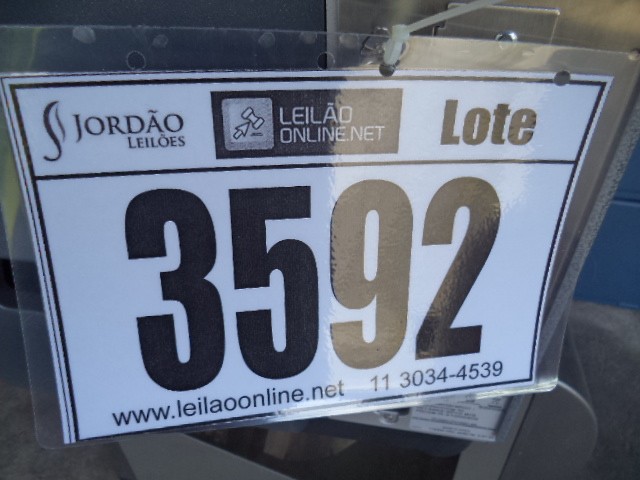 JORDÃO
LEILÕES
LEILÃO
ONLINE.NET
Lote
3592
www.leilaoonline.net 11 3034-4539